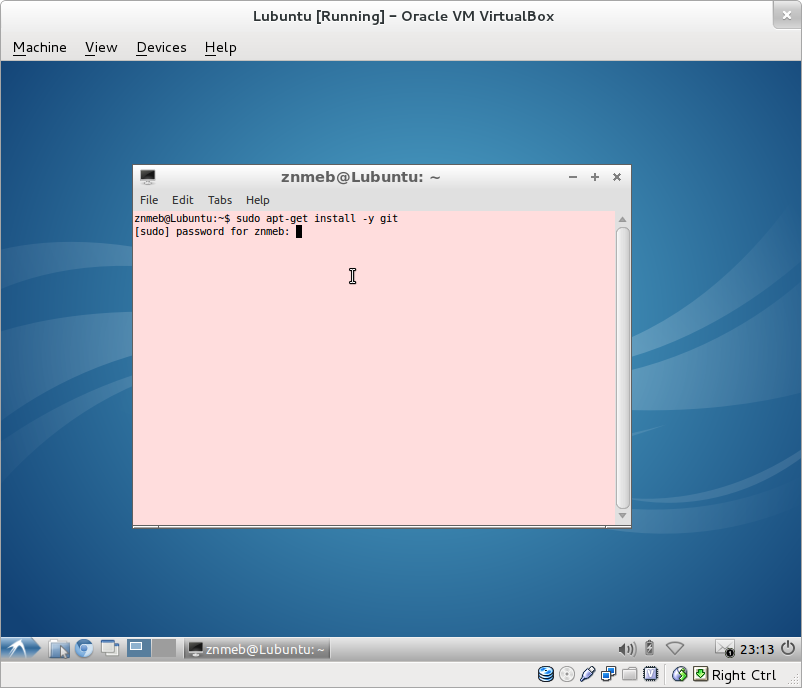 Lubuntu [Running] – Oracle VM VirtualBox
Machine View Devices Help
znmeb@Lubuntu: ~
File Edit Tabs Help
znmeb@Lubuntu:~$ sudo apt-get install -y git
[sudo] password for znmeb:
znmeb@Lubuntu: ~
23:13
Right Ctrl